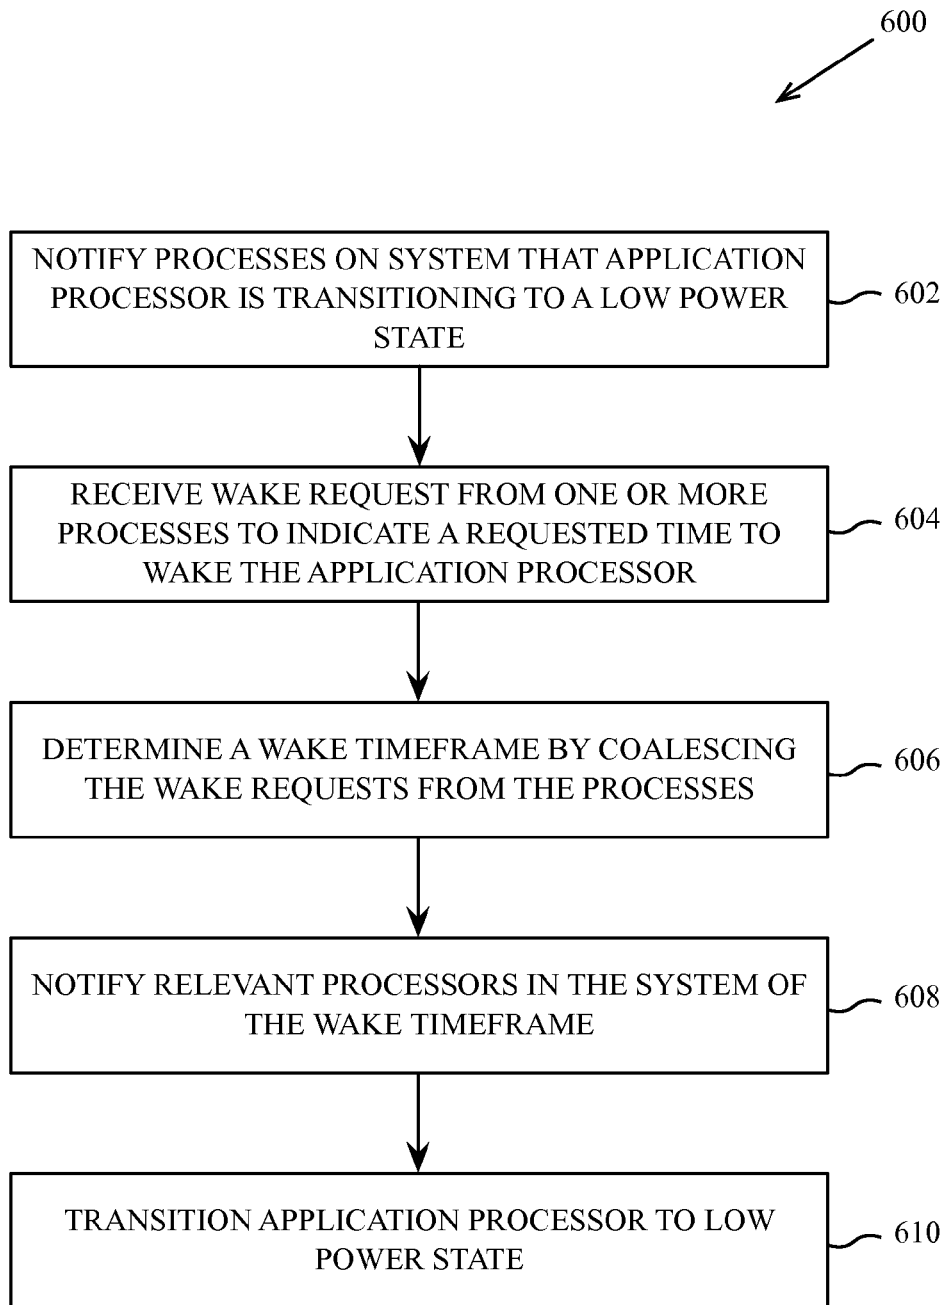 600
NOTIFY PROCESSES ON SYSTEM THAT APPLICATION
PROCESSOR IS TRANSITIONING TO A LOW POWER
STATE
602
RECEIVE WAKE REQUEST FROM ONE OR MORE
PROCESSES TO INDICATE A REQUESTED TIME TO
WAKE THE APPLICATION PROCESSOR
604
DETERMINE A WAKE TIMEFRAME BY COALESCING
THE WAKE REQUESTS FROM THE PROCESSES
606
NOTIFY RELEVANT PROCESSORS IN THE SYSTEM OF
THE WAKE TIMEFRAME
608
TRANSITION APPLICATION PROCESSOR TO LOW
POWER STATE
610